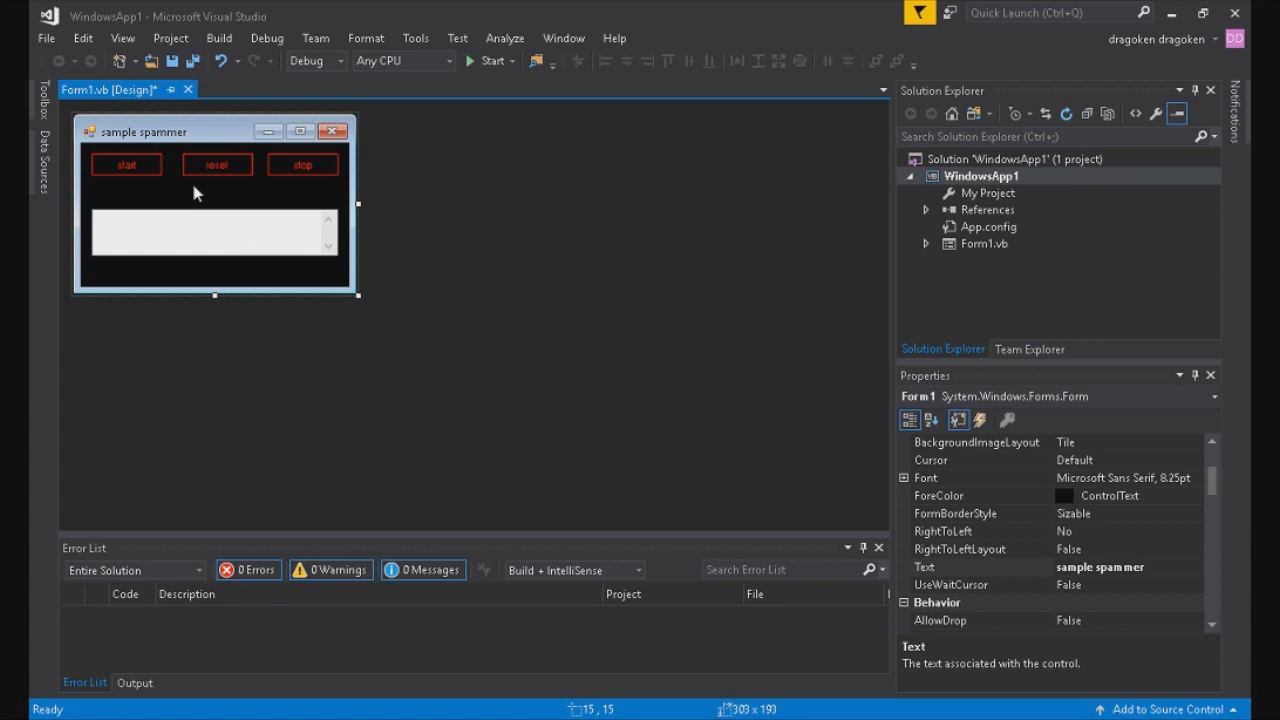 WindowsApp1 - Microsoft Visual Studio
Quick Launch (Ctrl+Q)
File Edit View Project Build Debug Team Format Tools Test Analyze Window Help
dragoken dragoken DD
Debug Any CPU Start
Form1.vb [Design]*
Toolbox
Data Sources
sample spammer
start reset stop
Solution Explorer
Search Solution Explorer (Ctrl+;)
Solution 'WindowsApp1' (1 project)
VB WindowsApp1
My Project
References
App.config
Form1.vb
Solution Explorer Team Explorer
Notifications
Properties
Form1 System.Windows.Forms.Form
BackgroundImageLayout Tile
Cursor Default
Font Microsoft Sans Serif, 8.25pt
ForeColor ControlText
FormBorderStyle Sizable
RightToLeft No
RightToLeftLayout False
Text sample spammer
UseWaitCursor False
Behavior
AllowDrop False
Text
The text associated with the control.
Error List
Entire Solution 0 Errors 0 Warnings 0 Messages Build + IntelliSense Search Error List
Code Description Project File
Error List Output
Ready 15 , 15 303 x 193 Add to Source Control